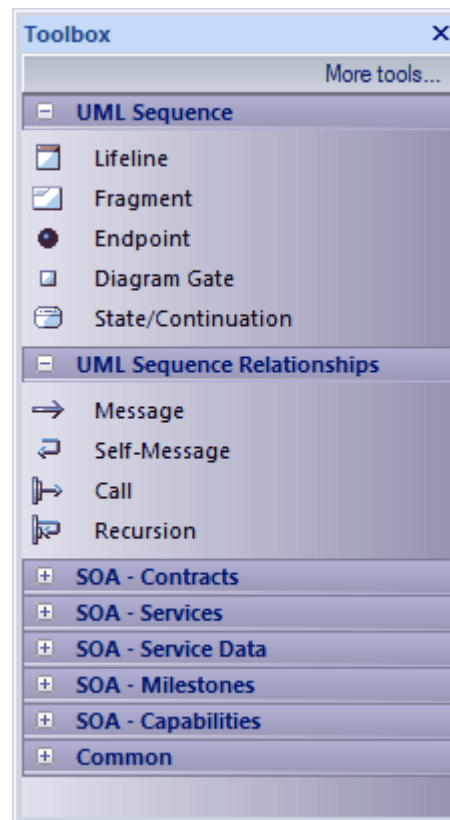 Toolbox
More tools...
UML Sequence
Lifeline
Fragment
Endpoint
Diagram Gate
State/Continuation
UML Sequence Relationships
Message
Self-Message
Call
Recursion
SOA - Contracts
SOA - Services
SOA - Service Data
SOA - Milestones
SOA - Capabilities
Common